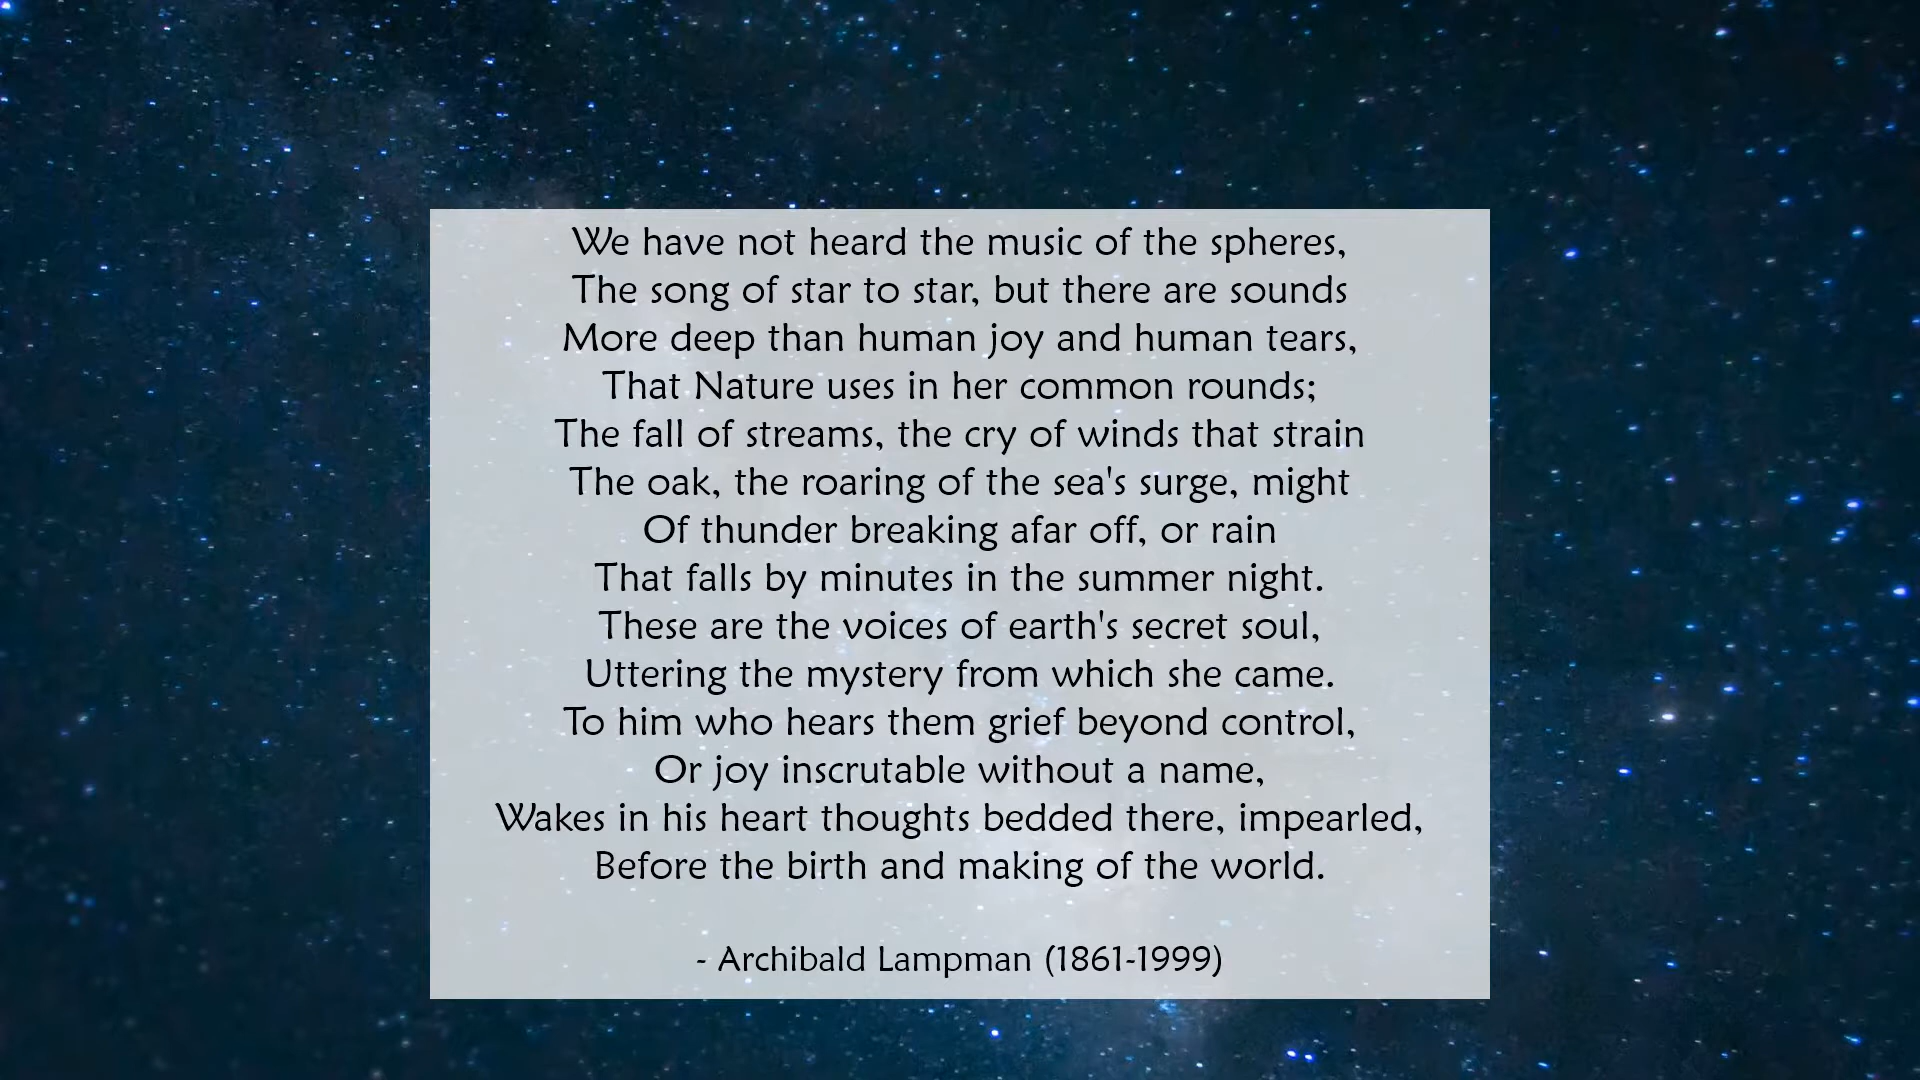 We have not heard the music of the spheres,
The song of star to star, but there are sounds
More deep than human joy and human tears,
That Nature uses in her common rounds;
The fall of streams, the cry of winds that strain
The oak, the roaring of the sea's surge, might
Of thunder breaking afar off, or rain
That falls by minutes in the summer night.
These are the voices of earth's secret soul,
Uttering the mystery from which she came.
To him who hears them grief beyond control,
Or joy inscrutable without a name,
Wakes in his heart thoughts bedded there, impearled,
Before the birth and making of the world.
- Archibald Lampman (1861-1999)